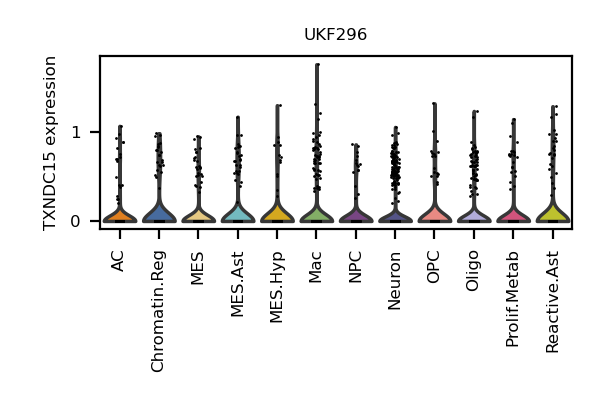 UKF296
TXNDC15 expression
1
0
AC
Chromatin.Reg
MES
MES.Ast
MES.Hyp
Mac
NPC
Neuron
OPC
Oligo
Prolif.Metab
Reactive.Ast